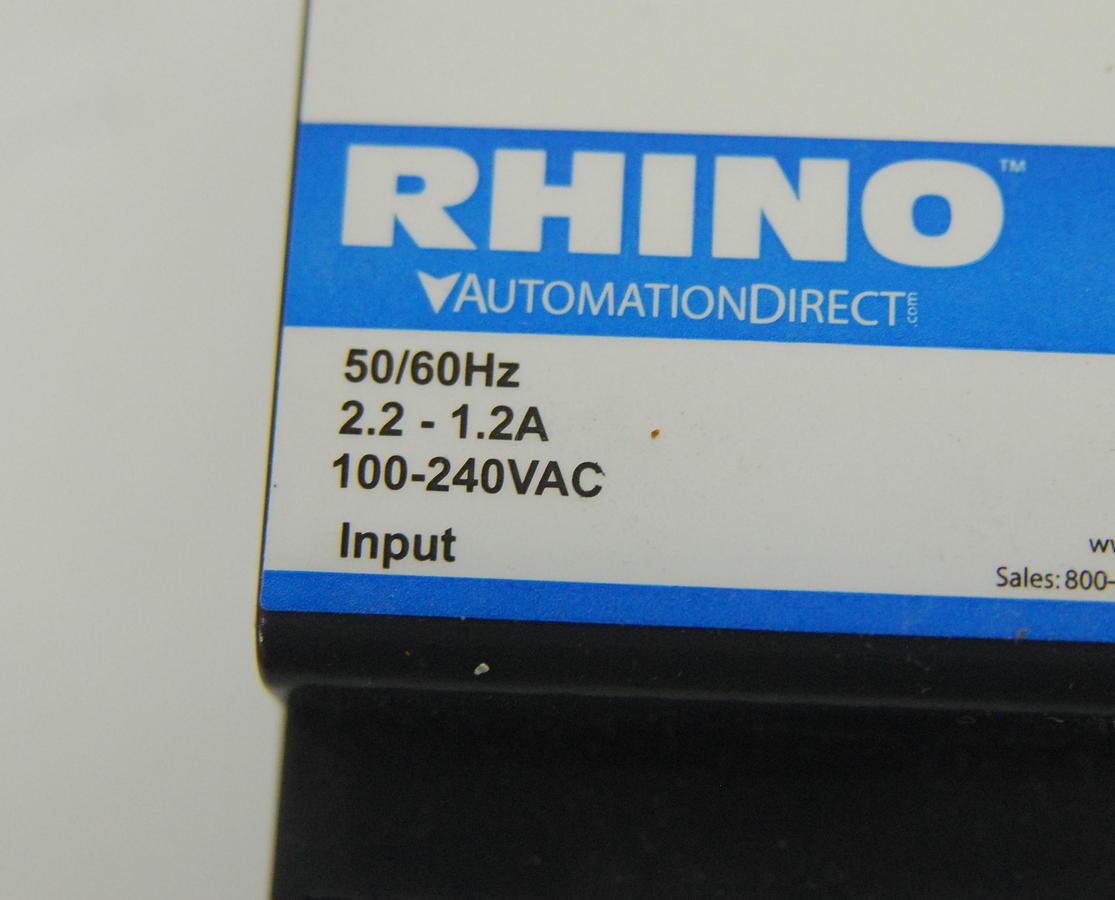 RHINO™
AUTOMATIONDIRECT.com
50/60Hz
2.2 - 1.2A
100-240VAC
Input
Sales: 800-